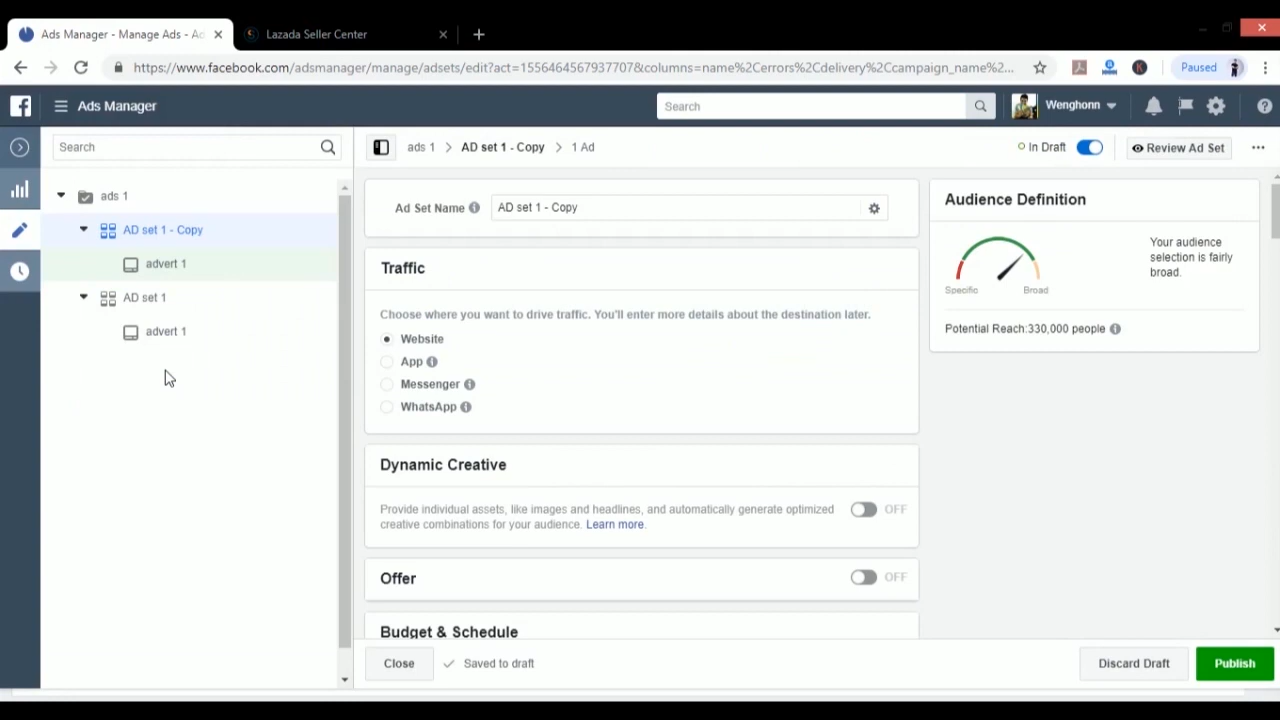 Ads Manager - Manage Ads - Ac
Lazada Seller Center
https://www.facebook.com/adsmanager/manage/adsets/edit?act=1556464567937707&columns=name%2Cerrors%2Cdelivery%2Ccampaign_name%2...
Paused
Ads Manager
Search
Wenghonn
Search
ads 1
AD set 1 - Copy
advert 1
AD set 1
advert 1
ads 1 > AD set 1 - Copy > 1 Ad
In Draft
Review Ad Set
Ad Set Name
AD set 1 - Copy
Traffic
Choose where you want to drive traffic. You'll enter more details about the destination later.
Website
App
Messenger
WhatsApp
Dynamic Creative
Provide individual assets, like images and headlines, and automatically generate optimized
creative combinations for your audience. Learn more.
OFF
Offer
OFF
Budget & Schedule
Audience Definition
Specific
Broad
Your audience
selection is fairly
broad.
Potential Reach:330,000 people
Close
Saved to draft
Discard Draft
Publish